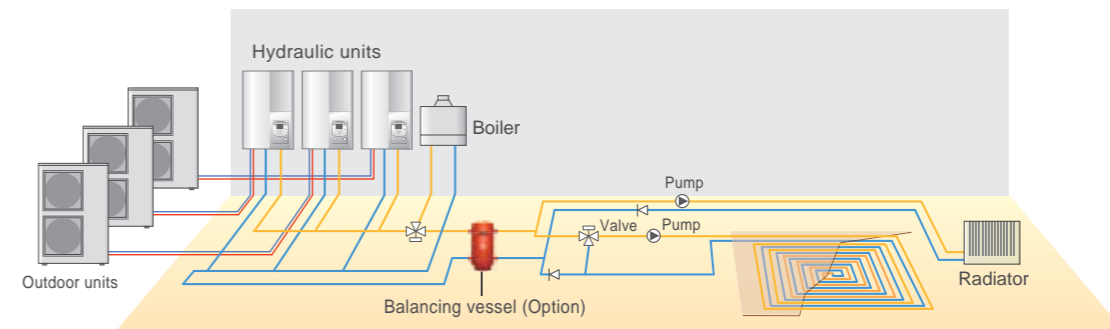 Hydraulic units
Boiler
Pump
Valve
Pump
Outdoor units
Balancing vessel (Option)
Radiator